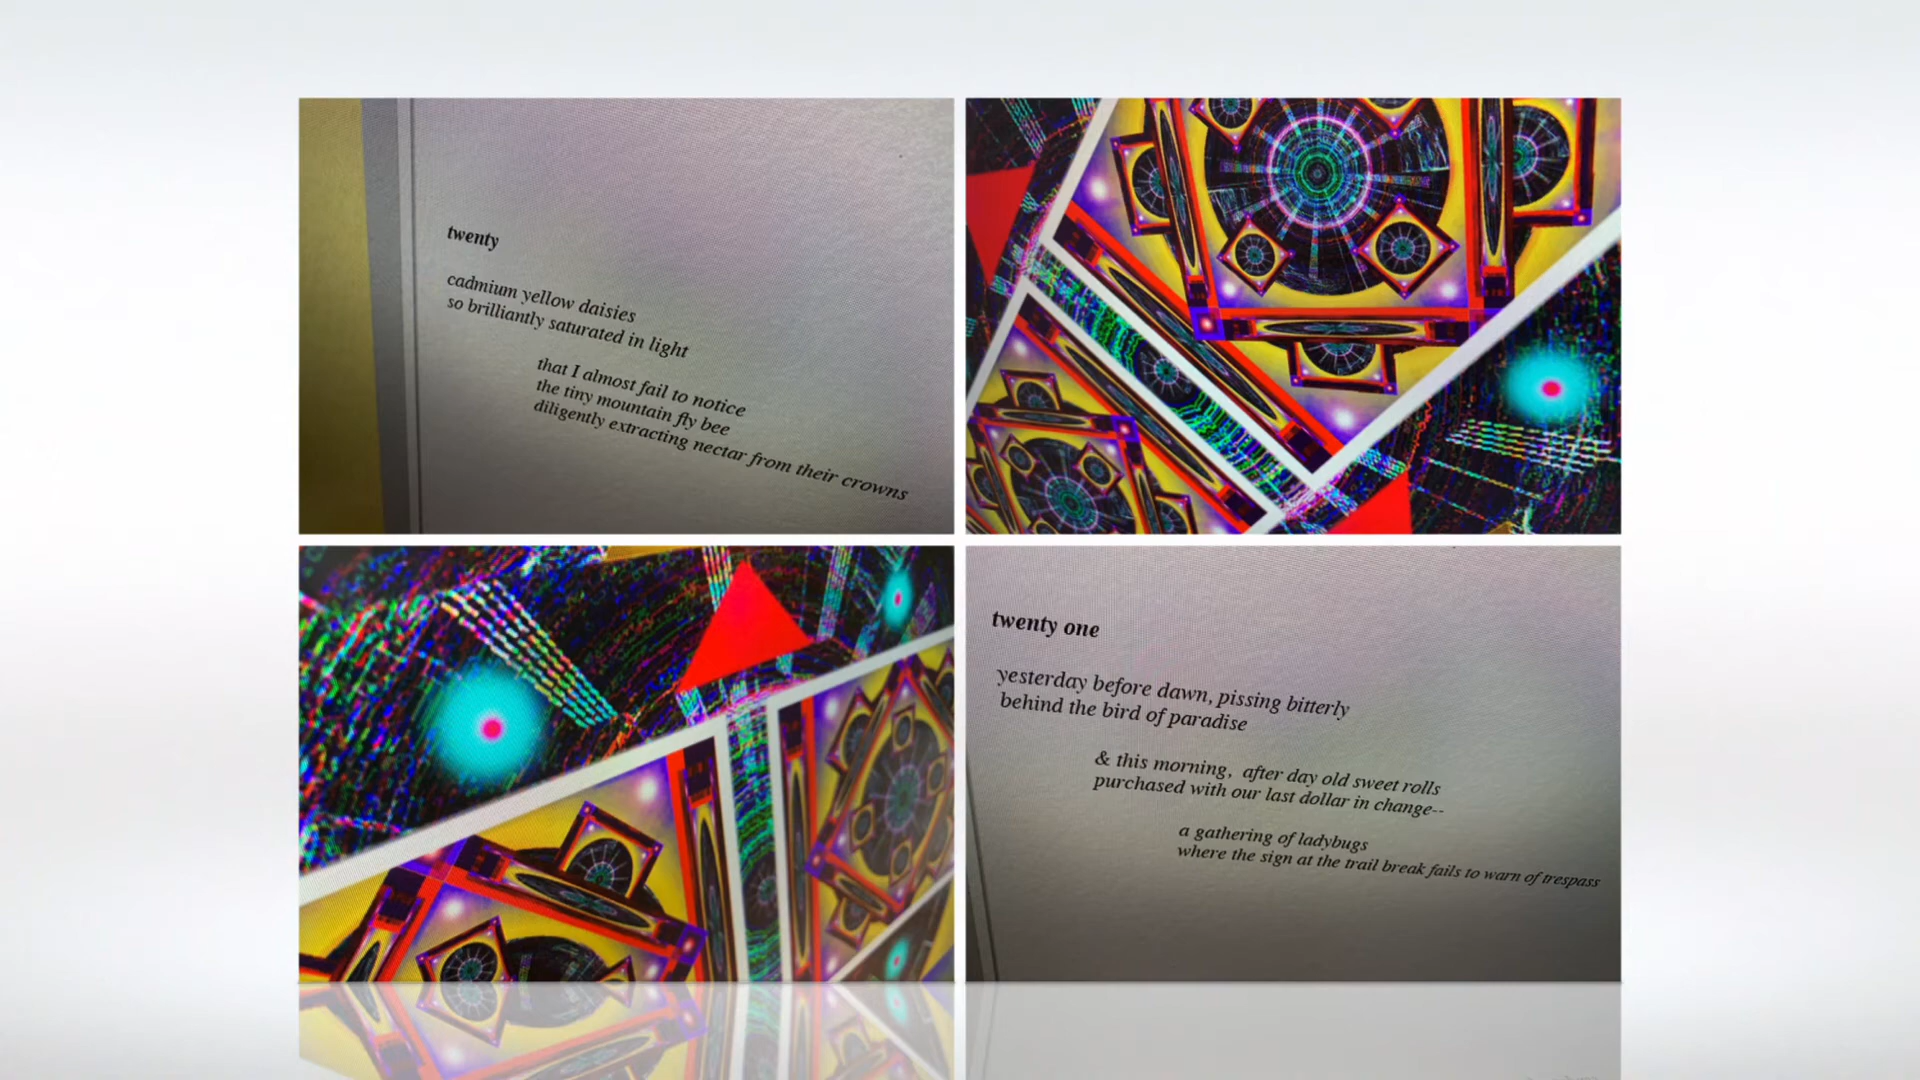 twenty
cadmium yellow daisies
so brilliantly saturated in light
that I almost fail to notice
the tiny mountain fly bee
diligently extracting nectar from their crowns
twenty one
yesterday before dawn, pissing bitterly
behind the bird of paradise
& this morning, after day old sweet rolls
purchased with our last dollar in change--
a gathering of ladybugs
where the sign at the trail break fails to warn of trespass